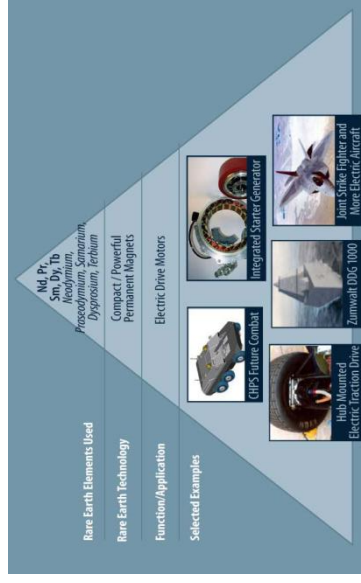 Rare Earth Elements Used
Nd, Pr,
Sm, Dy, Tb
Neodymium,
Praseodymium, Samarium,
Dysprosium, Terbium
Rare Earth Technology
Compact / Powerful
Permanent Magnets
Function/Application
Electric Drive Motors
Selected Examples
CHPS Future Combat
Integrated Starter Generator
Hub Mounted
Electric Traction Drive
Zumwalt DDG 1000
Joint Strike Fighter and
More Electric Aircraft